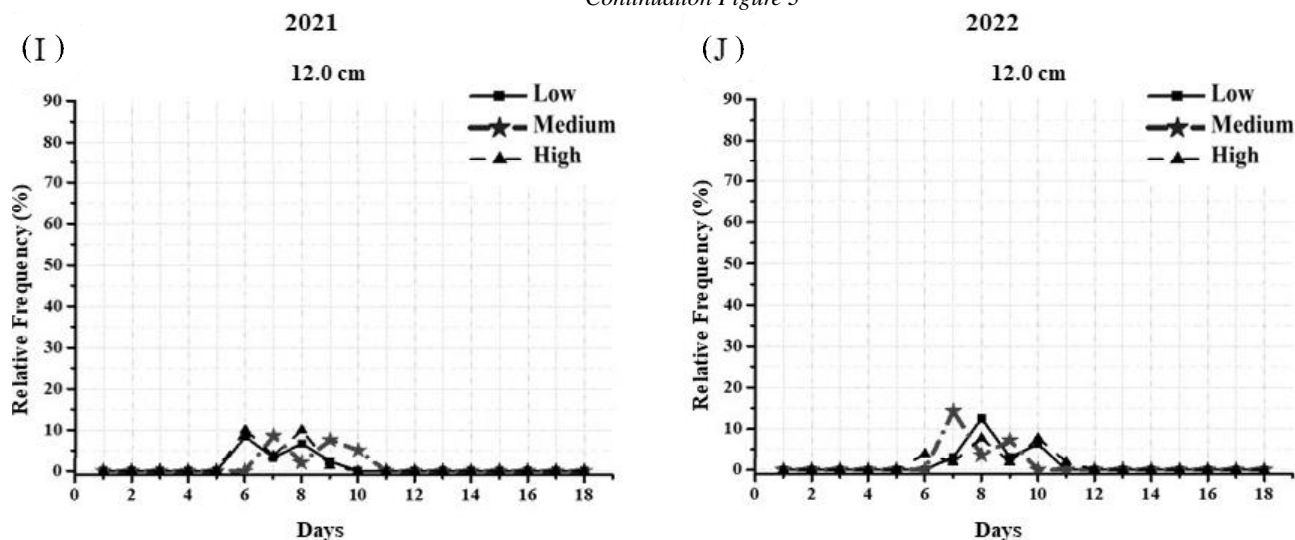 Continuation Figure 3
2021
(I)
12.0 cm
Low
Medium
High
90
80
70
60
50
40
30
20
10
0
Relative Frequency (%)
0 2 4 6 8 10 12 14 16 18
Days
2022
(J)
12.0 cm
Low
Medium
High
90
80
70
60
50
40
30
20
10
0
Relative Frequency (%)
0 2 4 6 8 10 12 14 16 18
Days